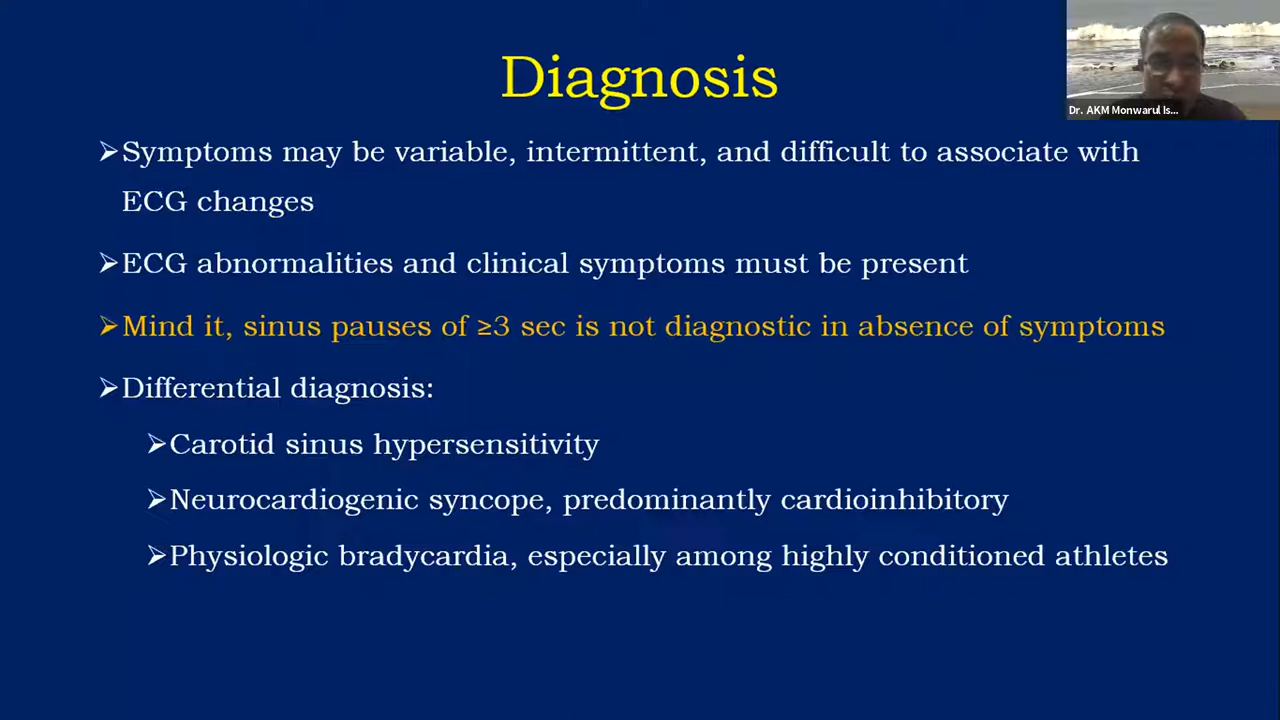 Diagnosis
Dr. AKM Monwarul Is...
➢Symptoms may be variable, intermittent, and difficult to associate with
ECG changes
➢ECG abnormalities and clinical symptoms must be present
➢Mind it, sinus pauses of ≥3 sec is not diagnostic in absence of symptoms
➢Differential diagnosis:
➢Carotid sinus hypersensitivity
➢Neurocardiogenic syncope, predominantly cardioinhibitory
➢Physiologic bradycardia, especially among highly conditioned athletes